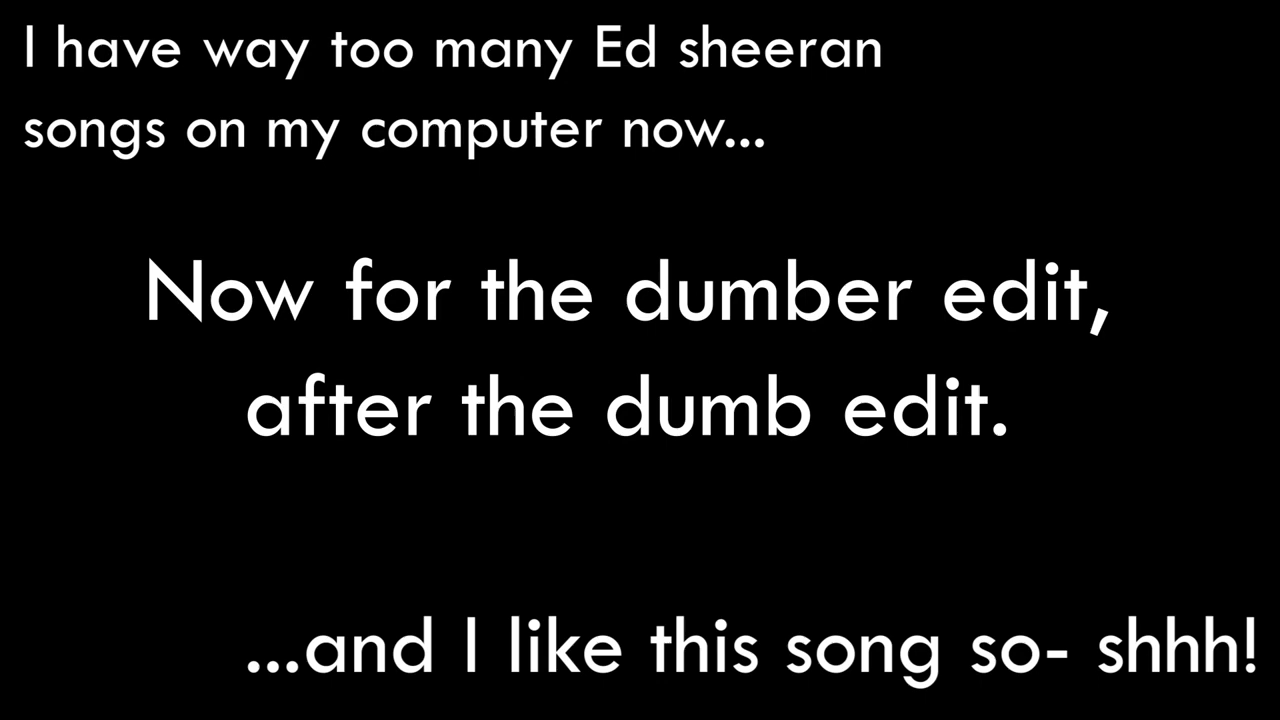 I have way too many Ed sheeran
songs on my computer now...
Now for the dumber edit,
after the dumb edit.
...and I like this song so- shhh!